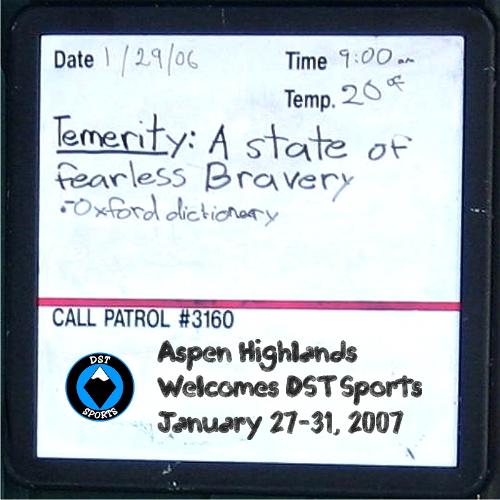 Date 1/29/06 Time 9:00 am
Temp. 20 °F
Temerity: A state of
fearless Bravery
-Oxford dictionary
CALL PATROL #3160
DST
SPORTS
Aspen Highlands
Welcomes DST Sports
January 27-31, 2007